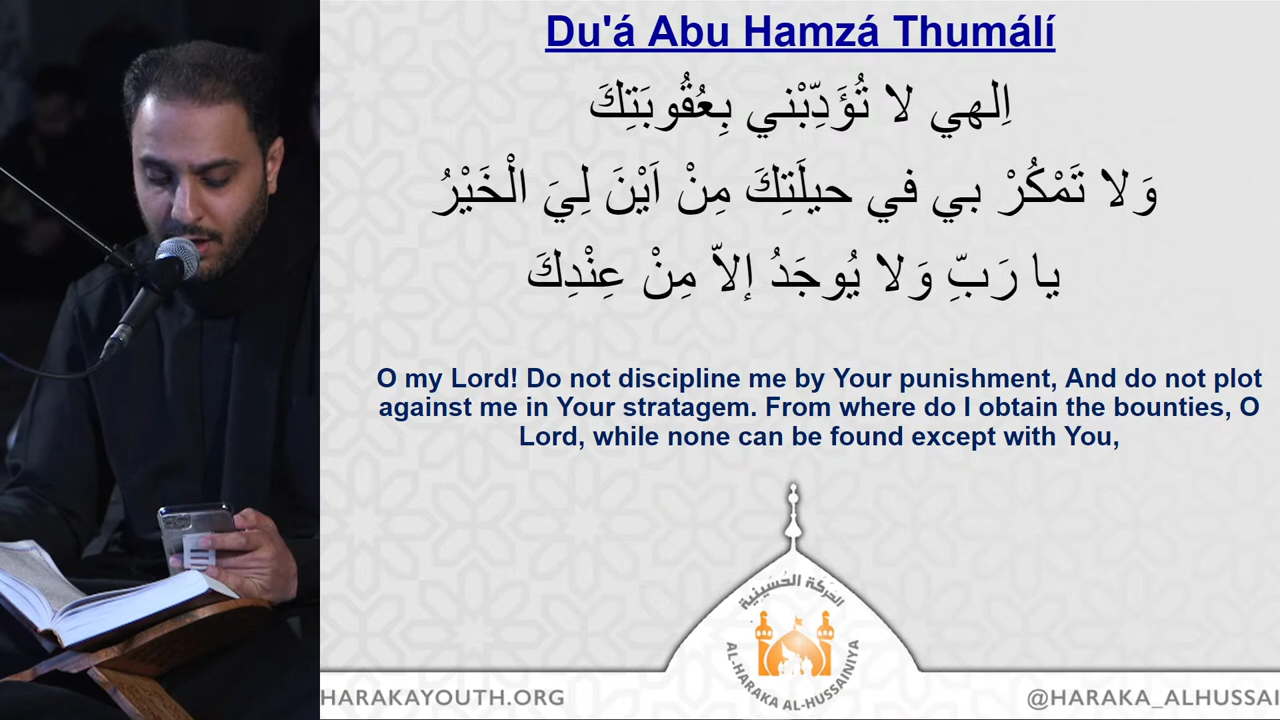 Du'á Abu Hamzá Thumálí
اِلهي لا تُؤَدِّبْني بِعُقُوبَتِكَ
وَلا تَمْكُرْ بي في حيلَتِكَ مِنْ اَيْنَ لِيَ الْخَيْرُ
يا رَبِّ وَلا يُوجَدُ إلاّ مِنْ عِنْدِكَ
O my Lord! Do not discipline me by Your punishment, And do not plot
against me in Your stratagem. From where do I obtain the bounties, O
Lord, while none can be found except with You,
الحركة الحُسَينية
AL-HARAKA AL-HUSSAINIYA
HARAKAYOUTH.ORG
@HARAKA_ALHUSSAI